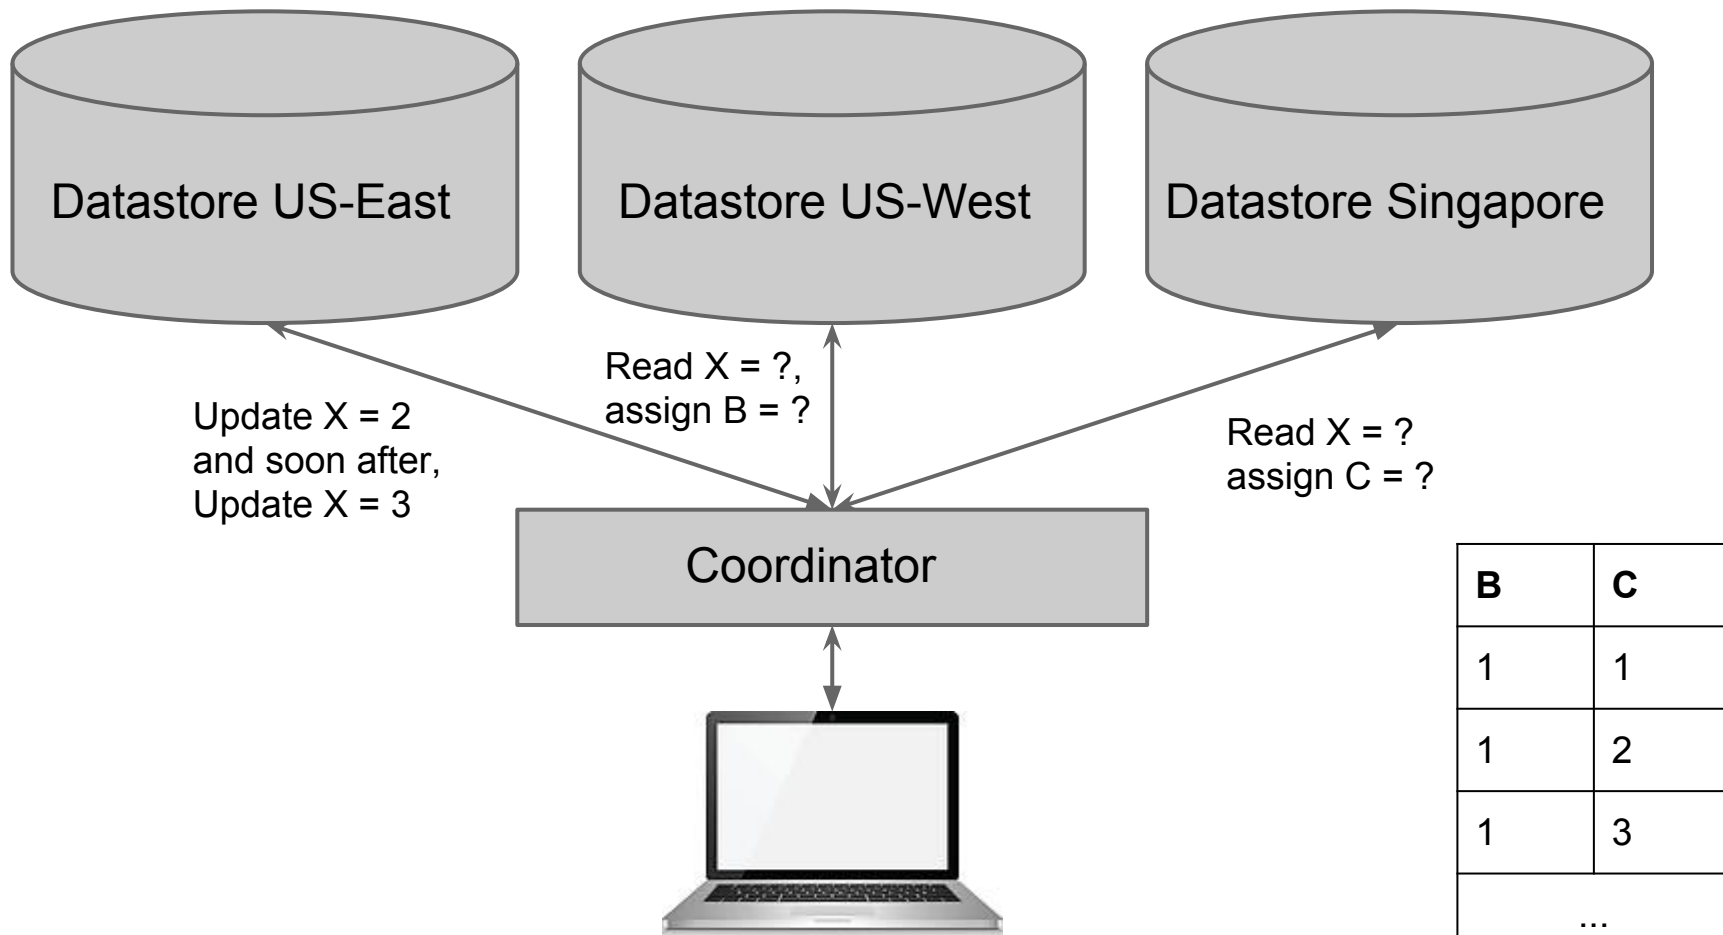 Datastore US-East
Datastore US-West
Datastore Singapore
Update X = 2
and soon after,
Update X = 3
Read X = ?,
assign B = ?
Read X = ?
assign C = ?
Coordinator
B C
1 1
1 2
1 3
...